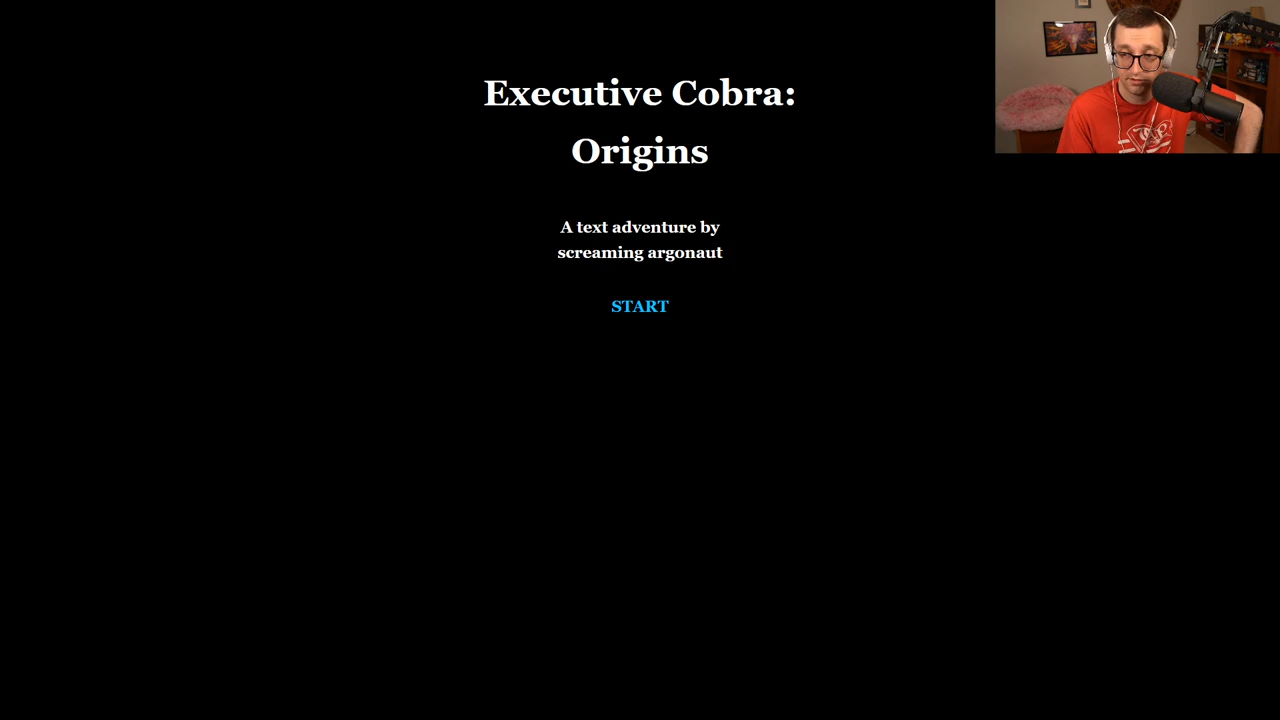 Executive Cobra:
Origins
A text adventure by
screaming argonaut
START